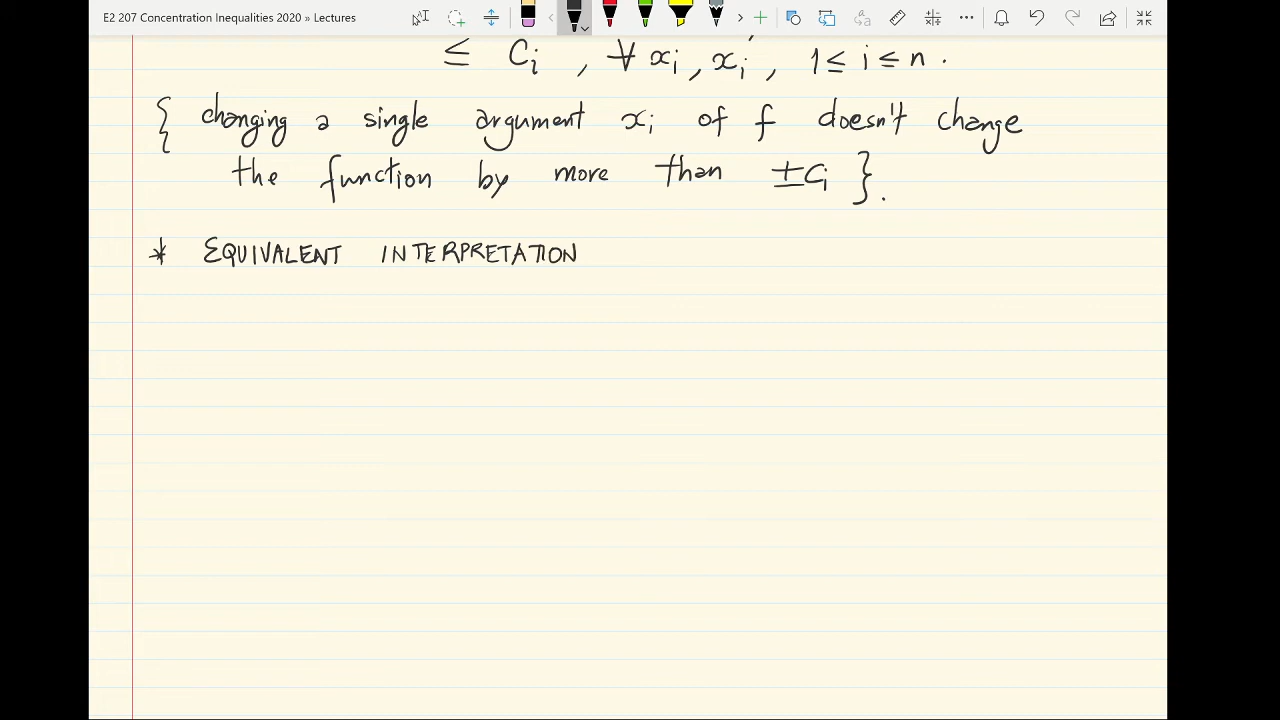 E2 207 Concentration Inequalities 2020 » Lectures
≤ Cᵢ , ∀ xᵢ, xᵢ', 1 ≤ i ≤ n.
{ changing a single argument xᵢ of f doesn't change
the function by more than ±Cᵢ }.
* EQUIVALENT INTERPRETATION